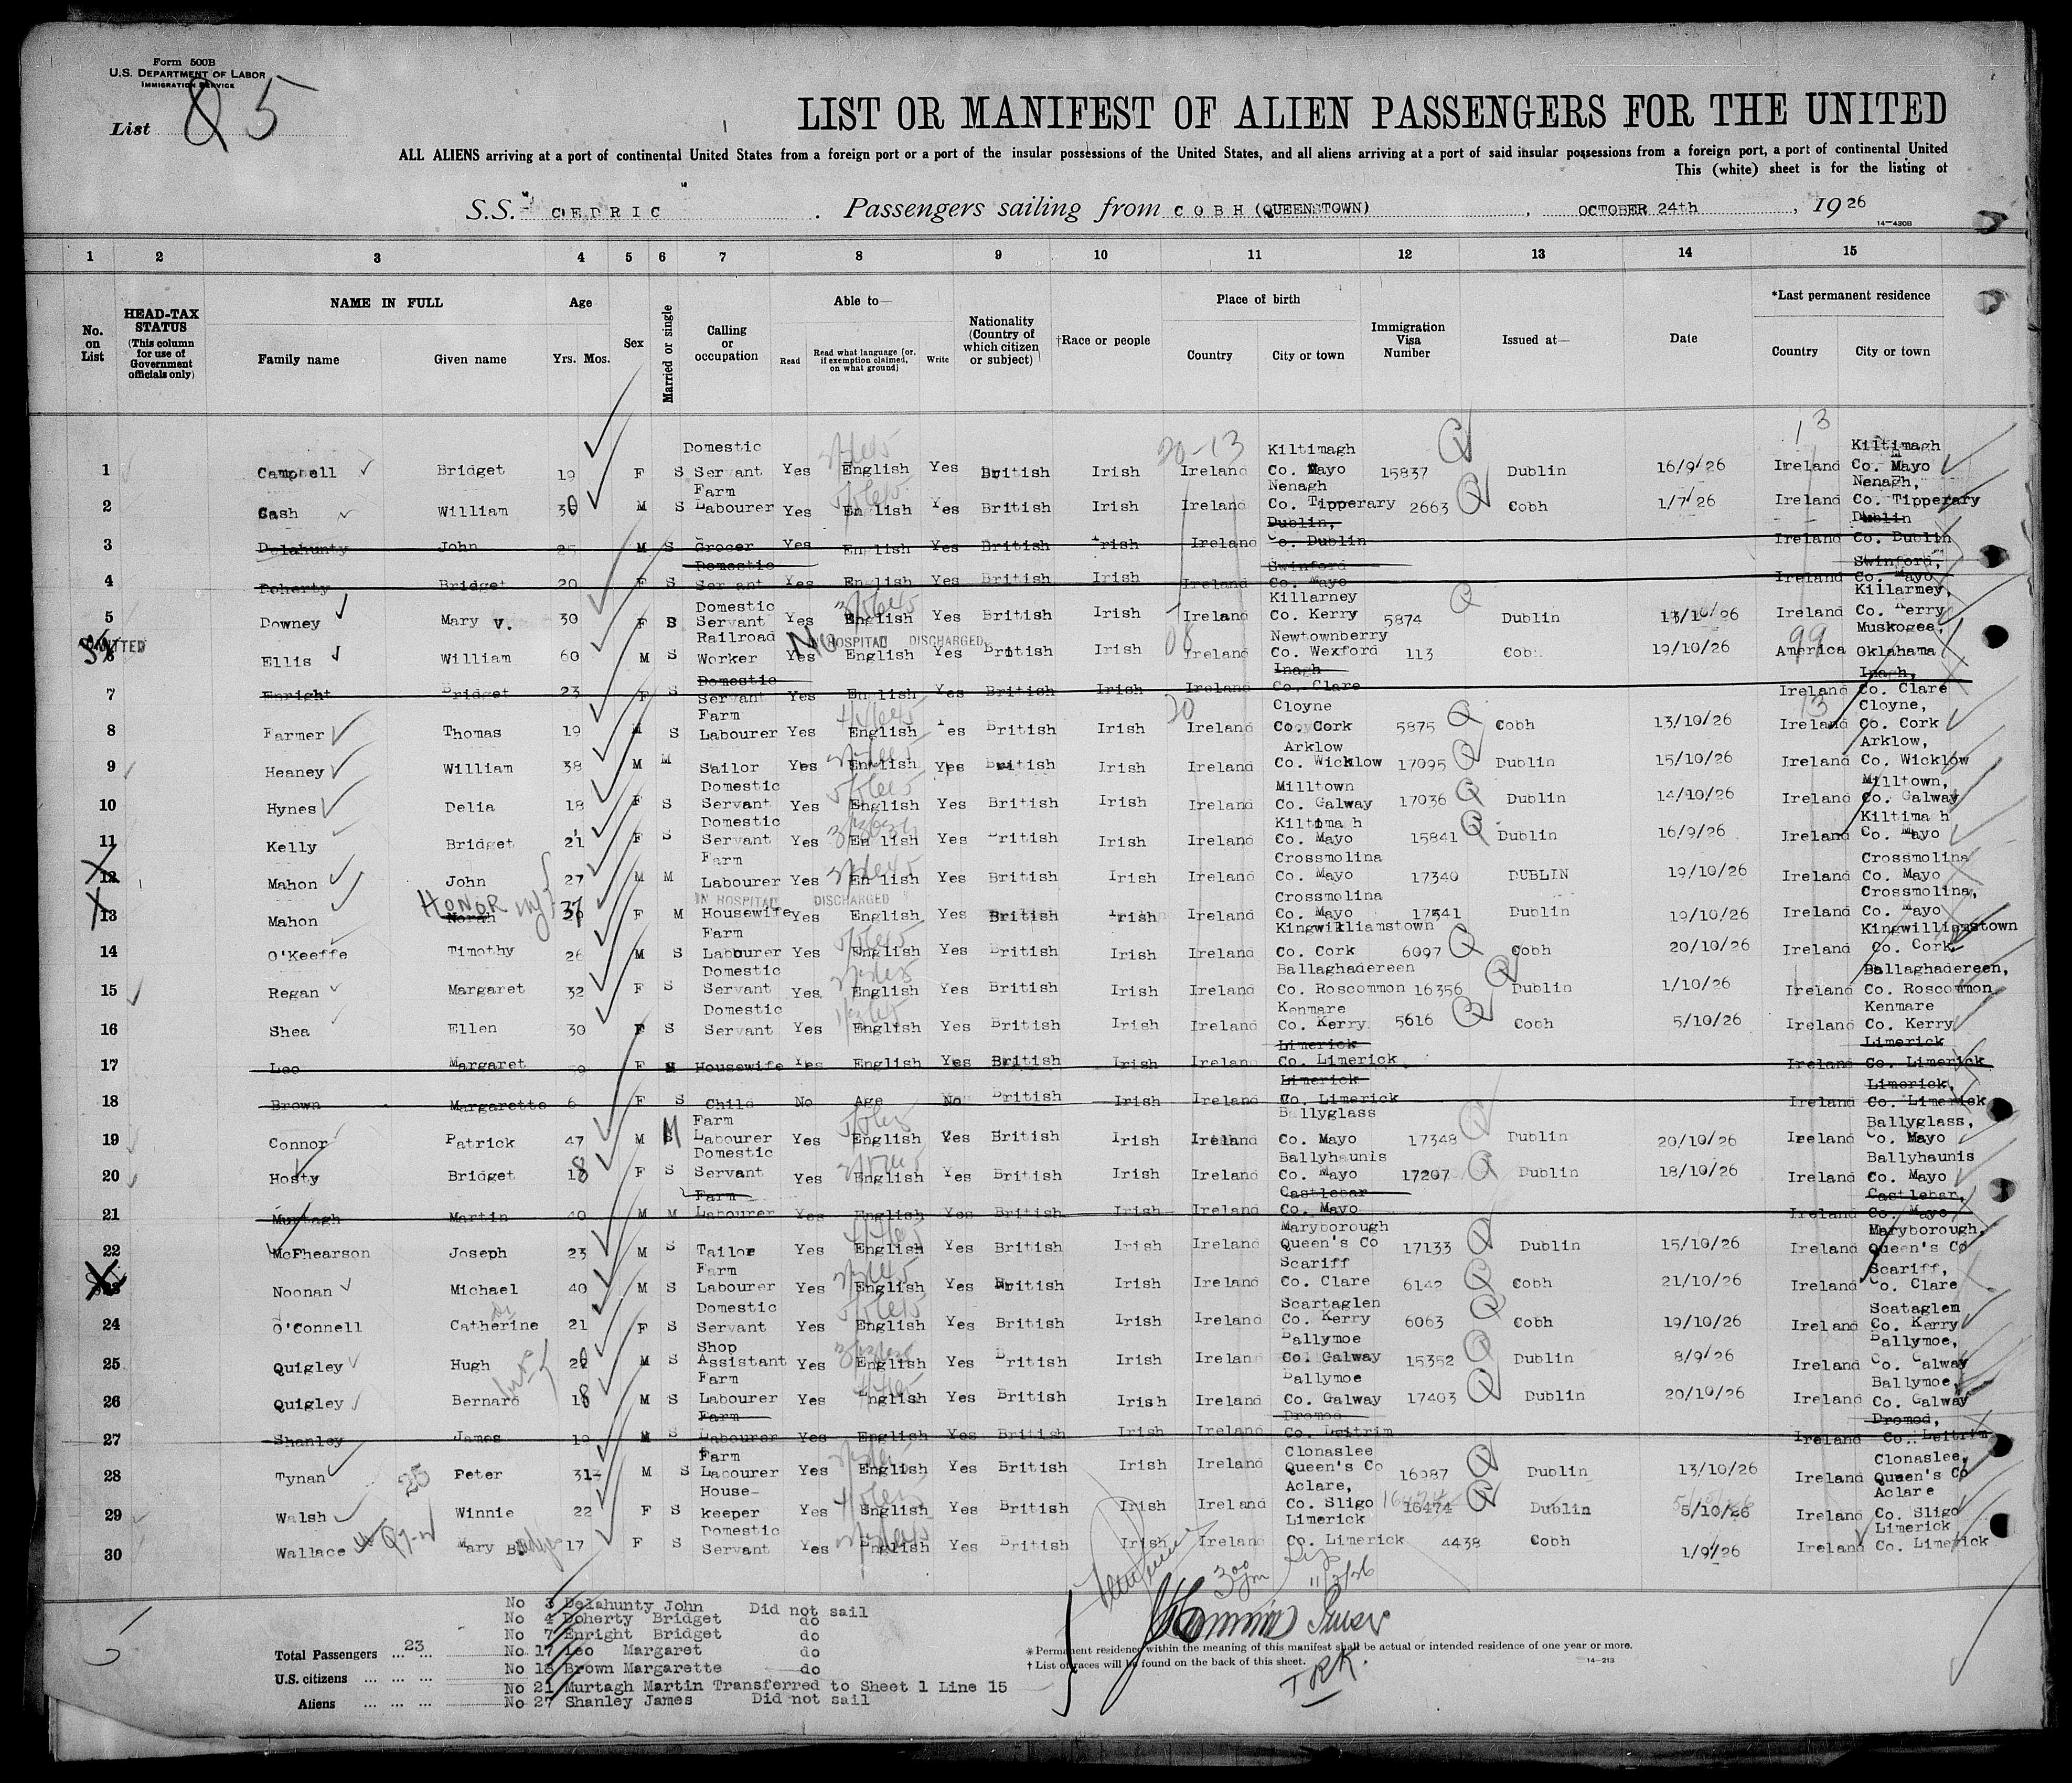 Form 500B
U.S. DEPARTMENT OF LABOR
IMMIGRATION SERVICE
List 5
LIST OR MANIFEST OF ALIEN PASSENGERS FOR THE UNITED
ALL ALIENS arriving at a port of continental United States from a foreign port or a port of the insular possessions of the United States, and all aliens arriving at a port of said insular possessions from a foreign port, a port of continental United
This (white) sheet is for the listing of
S.S. " CEDRIC " . Passengers sailing from COBH (QUEENSTOWN) , OCTOBER 24th , 1926
14-430B
1 2 3 4 5 6 7 8 9 10 11 12 13 14 15
No. on List
HEAD-TAX STATUS (This column for use of Government officials only)
NAME IN FULL
Family name Given name
Age
Yrs. Mos.
Sex
Married or single
Calling or occupation
Able to—
Read
Read what language [or, if exemption claimed, on what ground]
Write
Nationality (Country of which citizen or subject)
†Race or people
Place of birth
Country City or town
Immigration Visa Number
Issued at—
Date
*Last permanent residence
Country City or town
20-13 13
1 Campbell Bridget 19 F S Domestic Servant Yes English Yes British Irish Ireland Kiltimagh Co. Mayo 15837 Dublin 16/9/26 Ireland Kiltimagh Co. Mayo
2 Cash William 30 M S Farm Labourer Yes En lish Yes British Irish Ireland Nenagh Co. Tipperary 2663 Cobh 1/7/26 Ireland Nenagh, Co. Tipperary
3 Delahunty John 25 M S Grocer Yes English Yes British Irish Ireland Dublin, Co. Dublin Ireland Dublin Co. Dublin
4 Doherty Bridget 20 F S Domestic Servant Yes English Yes British Irish Ireland Swinford Co. Mayo Ireland Swinford, Co. Mayo
5 Downey Mary V. 30 F S Domestic Servant Yes English Yes British Irish Ireland Killarney Co. Kerry 5874 Dublin 13/10/26 Ireland Killarney, Co. Kerry
ADMITTED IN HOSPITAL DISCHARGED
6 Ellis William 60 M S Railroad Worker Yes No English Yes British Irish Ireland Newtownberry Co. Wexford 113 Cobh 19/10/26 America Muskogee, Oklahoma 99
7 Enright Bridget 23 F S Domestic Servant Yes English Yes British Irish Ireland Inagh Co. Clare Ireland Inagh, Co. Clare
8 Farmer Thomas 19 M S Farm Labourer Yes English Yes British Irish 20 Ireland Cloyne Co. Cork 5875 Cobh 13/10/26 13 Ireland Cloyne, Co. Cork
9 Heaney William 38 M M Sailor Yes English Yes British Irish Ireland Arklow Co. Wicklow 17095 Dublin 15/10/26 Ireland Arklow, Co. Wicklow
10 Hynes Delia 18 F S Domestic Servant Yes English Yes British Irish Ireland Milltown Co. Galway 17036 Dublin 14/10/26 Ireland Milltown, Co. Galway
11 Kelly Bridget 21 F S Domestic Servant Yes En lish Yes British Irish Ireland Kiltima h Co. Mayo 15841 Dublin 16/9/26 Ireland Kiltima h Co. Mayo
12 Mahon John 27 M M Farm Labourer Yes En lish Yes British Irish Ireland Crossmolina Co. Mayo 17340 DUBLIN 19/10/26 Ireland Crossmolina Co. Mayo
IN HOSPITAL DISCHARGED
13 Mahon HONOR Norah F M Housewife Yes English Yes British Irish Ireland Crossmolina Co. Mayo 17341 Dublin 19/10/26 Ireland Crossmolina, Co. Mayo
14 O'Keeffe Timothy 26 M S Farm Labourer Yes English Yes British Irish Ireland Kingwilliamstown Co. Cork 6097 Cobh 20/10/26 Ireland Kingwilliamstown Co. Cork
15 Regan Margaret 32 F S Domestic Servant Yes English Yes British Irish Ireland Ballaghadereen Co. Roscommon 16356 Dublin 1/10/26 Ireland Ballaghadereen, Co. Roscommon
16 Shea Ellen 30 F S Domestic Servant Yes English Yes British Irish Ireland Kenmare Co. Kerry 5616 Cobh 5/10/26 Ireland Kenmare Co. Kerry
17 Leo Margaret F M Housewife Yes English Yes British Irish Ireland Limerick Co. Limerick Ireland Limerick Co. Limerick
18 Brown Margarette 6 F S Child No Age No British Irish Ireland Limerick Co. Limerick Ireland Limerick, Co. Limerick
19 Connor Patrick 47 M S M Farm Labourer Yes English Yes British Irish Ireland Ballyglass Co. Mayo 17348 Dublin 20/10/26 Ireland Ballyglass, Co. Mayo
20 Hosty Bridget 18 F S Domestic Servant Yes English Yes British Irish Ireland Ballyhaunis Co. Mayo 17207 Dublin 18/10/26 Ireland Ballyhaunis Co. Mayo
21 Murtagh Martin 40 M M Farm Labourer Yes English Yes British Irish Ireland Castlebar Co. Mayo Ireland Castlebar, Co. Mayo
22 McPhearson Joseph 23 M S Tailor Yes English Yes British Irish Ireland Maryborough Queen's Co 17133 Dublin 15/10/26 Ireland Maryborough, Queen's Co
23 Noonan Michael 40 M S Farm Labourer Yes English Yes British Irish Ireland Scariff Co. Clare 6142 Cobh 21/10/26 Ireland Scariff, Co. Clare
24 O'Connell Catherine 21 F S Domestic Servant Yes English Yes British Irish Ireland Scartaglen Co. Kerry 6063 Cobh 19/10/26 Ireland Scataglen Co. Kerry
25 Quigley Hugh M S Shop Assistant Yes English Yes British Irish Ireland Ballymoe Co. Galway 15352 Dublin 8/9/26 Ireland Ballymoe, Co. Galway
26 Quigley Bernard 18 M S Farm Labourer Yes English Yes British Irish Ireland Ballymoe Co. Galway 17403 Dublin 20/10/26 Ireland Ballymoe, Co. Galway
27 Shanley James 19 M S Farm Labourer Yes English Yes British Irish Ireland Dromod Co. Leitrim Ireland Dromod, Co. Leitrim
28 Tynan Peter 31 M S Farm Labourer Yes English Yes British Irish Ireland Clonaslee Queen's Co 16987 Dublin 13/10/26 Ireland Clonaslee, Queen's Co
29 Walsh 25 Winnie 22 F S House-keeper Yes English Yes British Irish Ireland Aclare, Co. Sligo 16474 Dublin 5/10/26 Ireland Aclare Co. Sligo
30 Wallace Mary 17 F S Domestic Servant Yes English Yes British Irish Ireland Limerick Co. Limerick 4438 Cobh 1/9/26 Ireland Limerick Co. Limerick
No 3 Delahunty John Did not sail
No 4 Doherty Bridget do
No 7 Enright Bridget do
No 17 Leo Margaret do
No 18 Brown Margarette do
No 21 Murtagh Martin Transferred to Sheet 1 Line 15
No 27 Shanley James Did not sail
Total Passengers 23
U.S. citizens
Aliens
* Permanent residence within the meaning of this manifest shall be actual or intended residence of one year or more.
† List of races will be found on the back of this sheet.
14-213